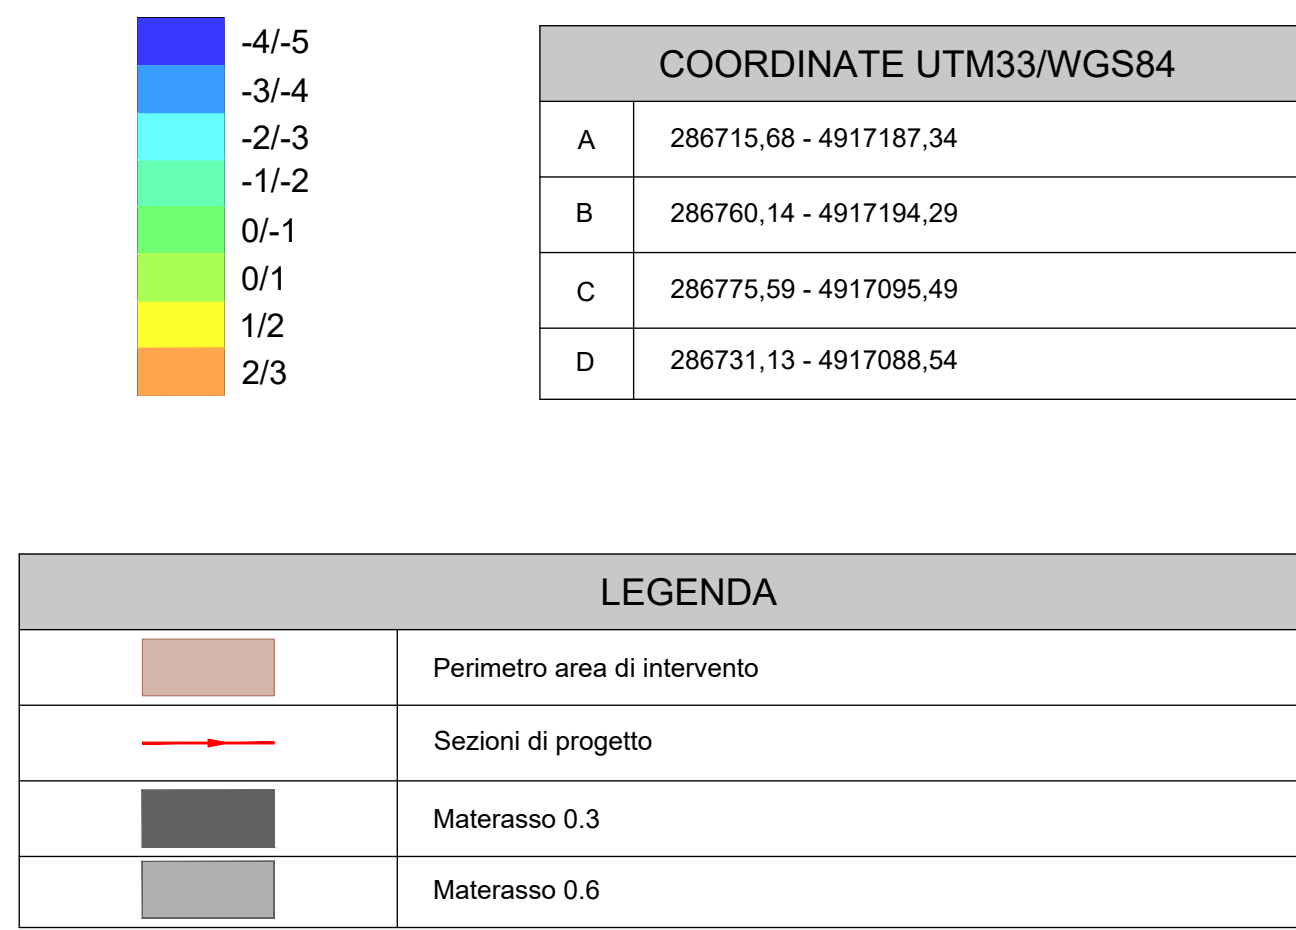 -4/-5
-3/-4
-2/-3
-1/-2
0/-1
0/1
1/2
2/3
COORDINATE UTM33/WGS84
A 286715,68 - 4917187,34
B 286760,14 - 4917194,29
C 286775,59 - 4917095,49
D 286731,13 - 4917088,54
LEGENDA
Perimetro area di intervento
Sezioni di progetto
Materasso 0.3
Materasso 0.6